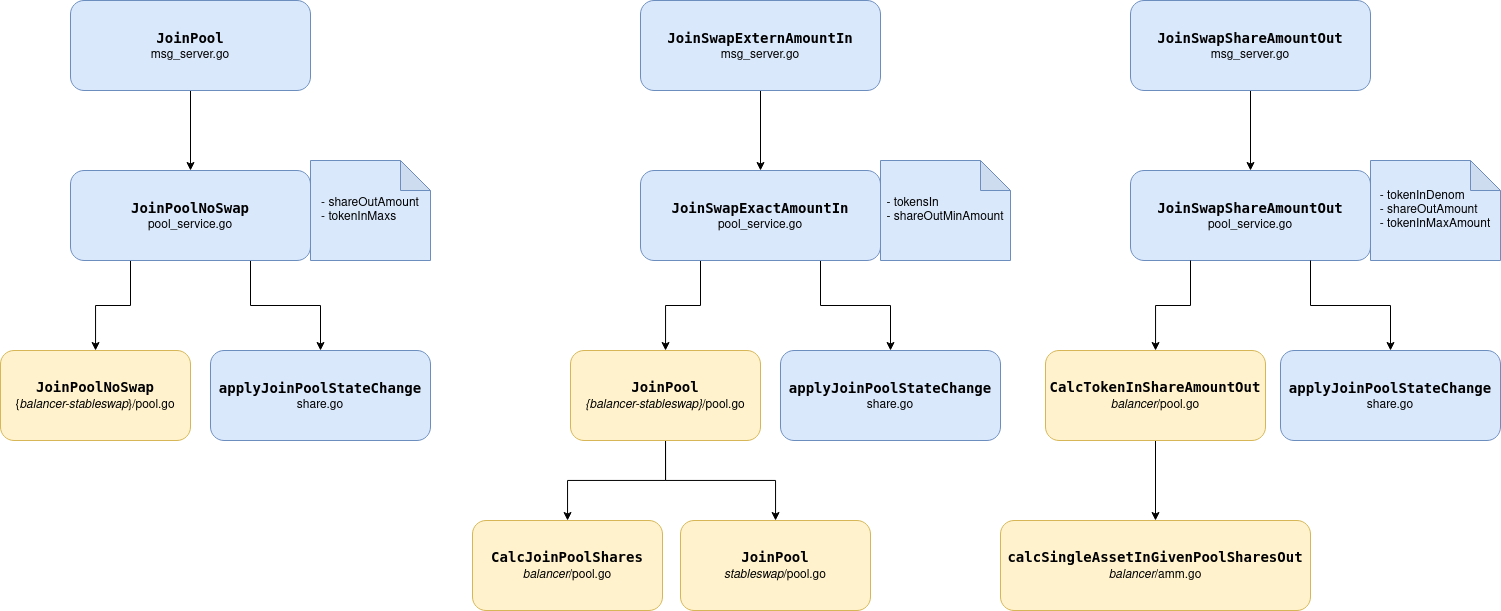 JoinPool
msg_server.go
JoinSwapExternAmountIn
msg_server.go
JoinSwapShareAmountOut
msg_server.go
JoinPoolNoSwap
pool_service.go
- shareOutAmount
- tokenInMaxs
JoinSwapExactAmountIn
pool_service.go
- tokensIn
- shareOutMinAmount
JoinSwapShareAmountOut
pool_service.go
- tokenInDenom
- shareOutAmount
- tokenInMaxAmount
JoinPoolNoSwap
{balancer-stableswap}/pool.go
applyJoinPoolStateChange
share.go
JoinPool
{balancer-stableswap}/pool.go
applyJoinPoolStateChange
share.go
CalcTokenInShareAmountOut
balancer/pool.go
applyJoinPoolStateChange
share.go
CalcJoinPoolShares
balancer/pool.go
JoinPool
stableswap/pool.go
calcSingleAssetInGivenPoolSharesOut
balancer/amm.go